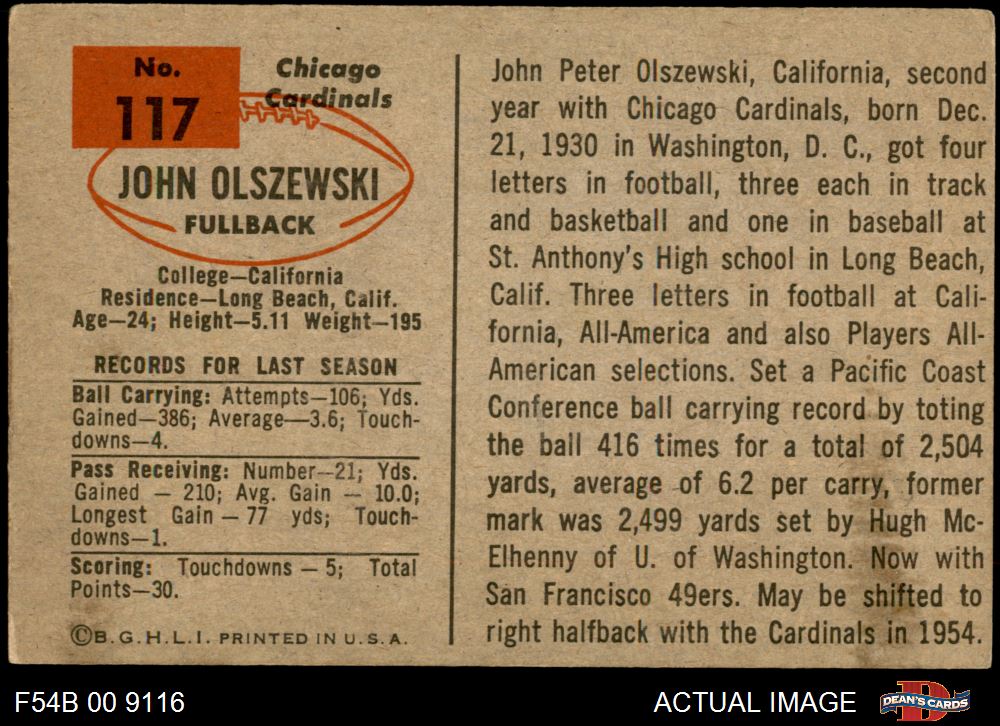 No.
117
Chicago
Cardinals
JOHN OLSZEWSKI
FULLBACK
College—California
Residence—Long Beach, Calif.
Age—24; Height—5.11 Weight—195
RECORDS FOR LAST SEASON
Ball Carrying: Attempts—106; Yds.
Gained—386; Average—3.6; Touch-
downs—4.
Pass Receiving: Number—21; Yds.
Gained — 210; Avg. Gain — 10.0;
Longest Gain — 77 yds; Touch-
downs—1.
Scoring: Touchdowns — 5; Total
Points—30.
©B.G.H.L.I. PRINTED IN U.S.A.
John Peter Olszewski, California, second
year with Chicago Cardinals, born Dec.
21, 1930 in Washington, D. C., got four
letters in football, three each in track
and basketball and one in baseball at
St. Anthony's High school in Long Beach,
Calif. Three letters in football at Cali-
fornia, All-America and also Players All-
American selections. Set a Pacific Coast
Conference ball carrying record by toting
the ball 416 times for a total of 2,504
yards, average of 6.2 per carry, former
mark was 2,499 yards set by Hugh Mc-
Elhenny of U. of Washington. Now with
San Francisco 49ers. May be shifted to
right halfback with the Cardinals in 1954.
F54B 00 9116
ACTUAL IMAGE
D
DEAN'S CARDS